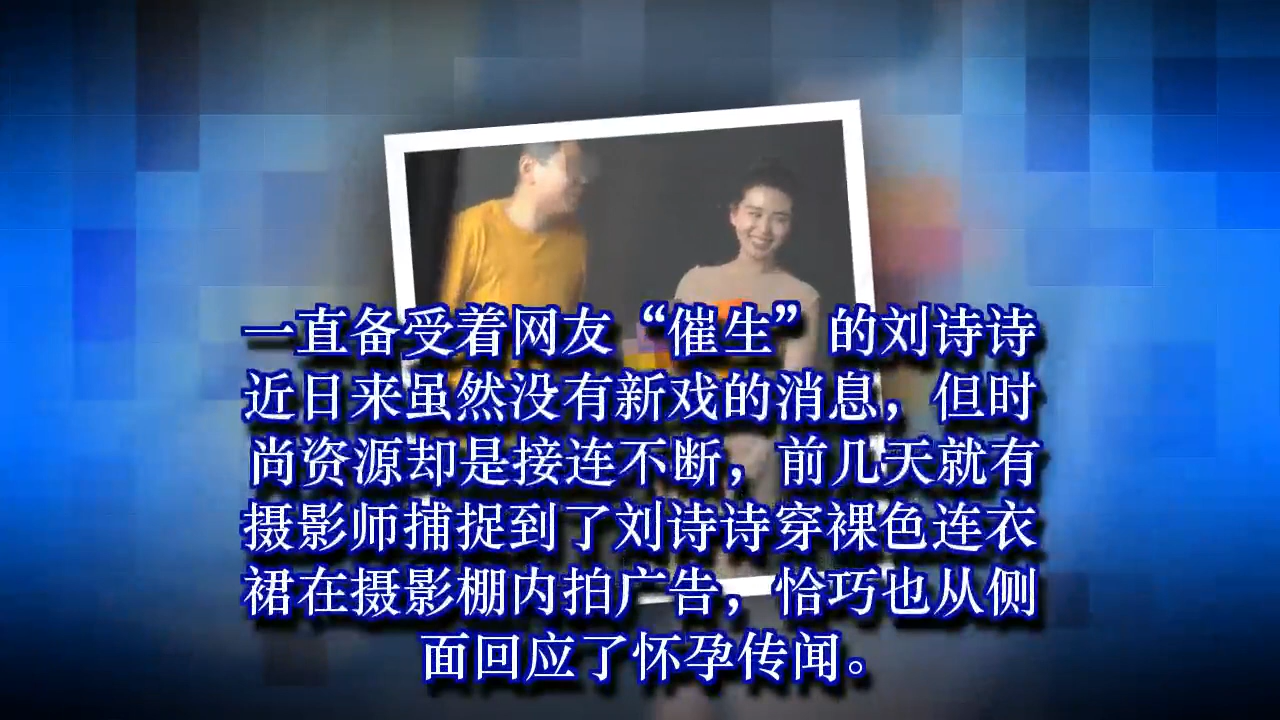 一直备受着网友“催生”的刘诗诗
近日来虽然没有新戏的消息，但时
尚资源却是接连不断，前几天就有
摄影师捕捉到了刘诗诗穿裸色连衣
裙在摄影棚内拍广告，恰巧也从侧
面回应了怀孕传闻。